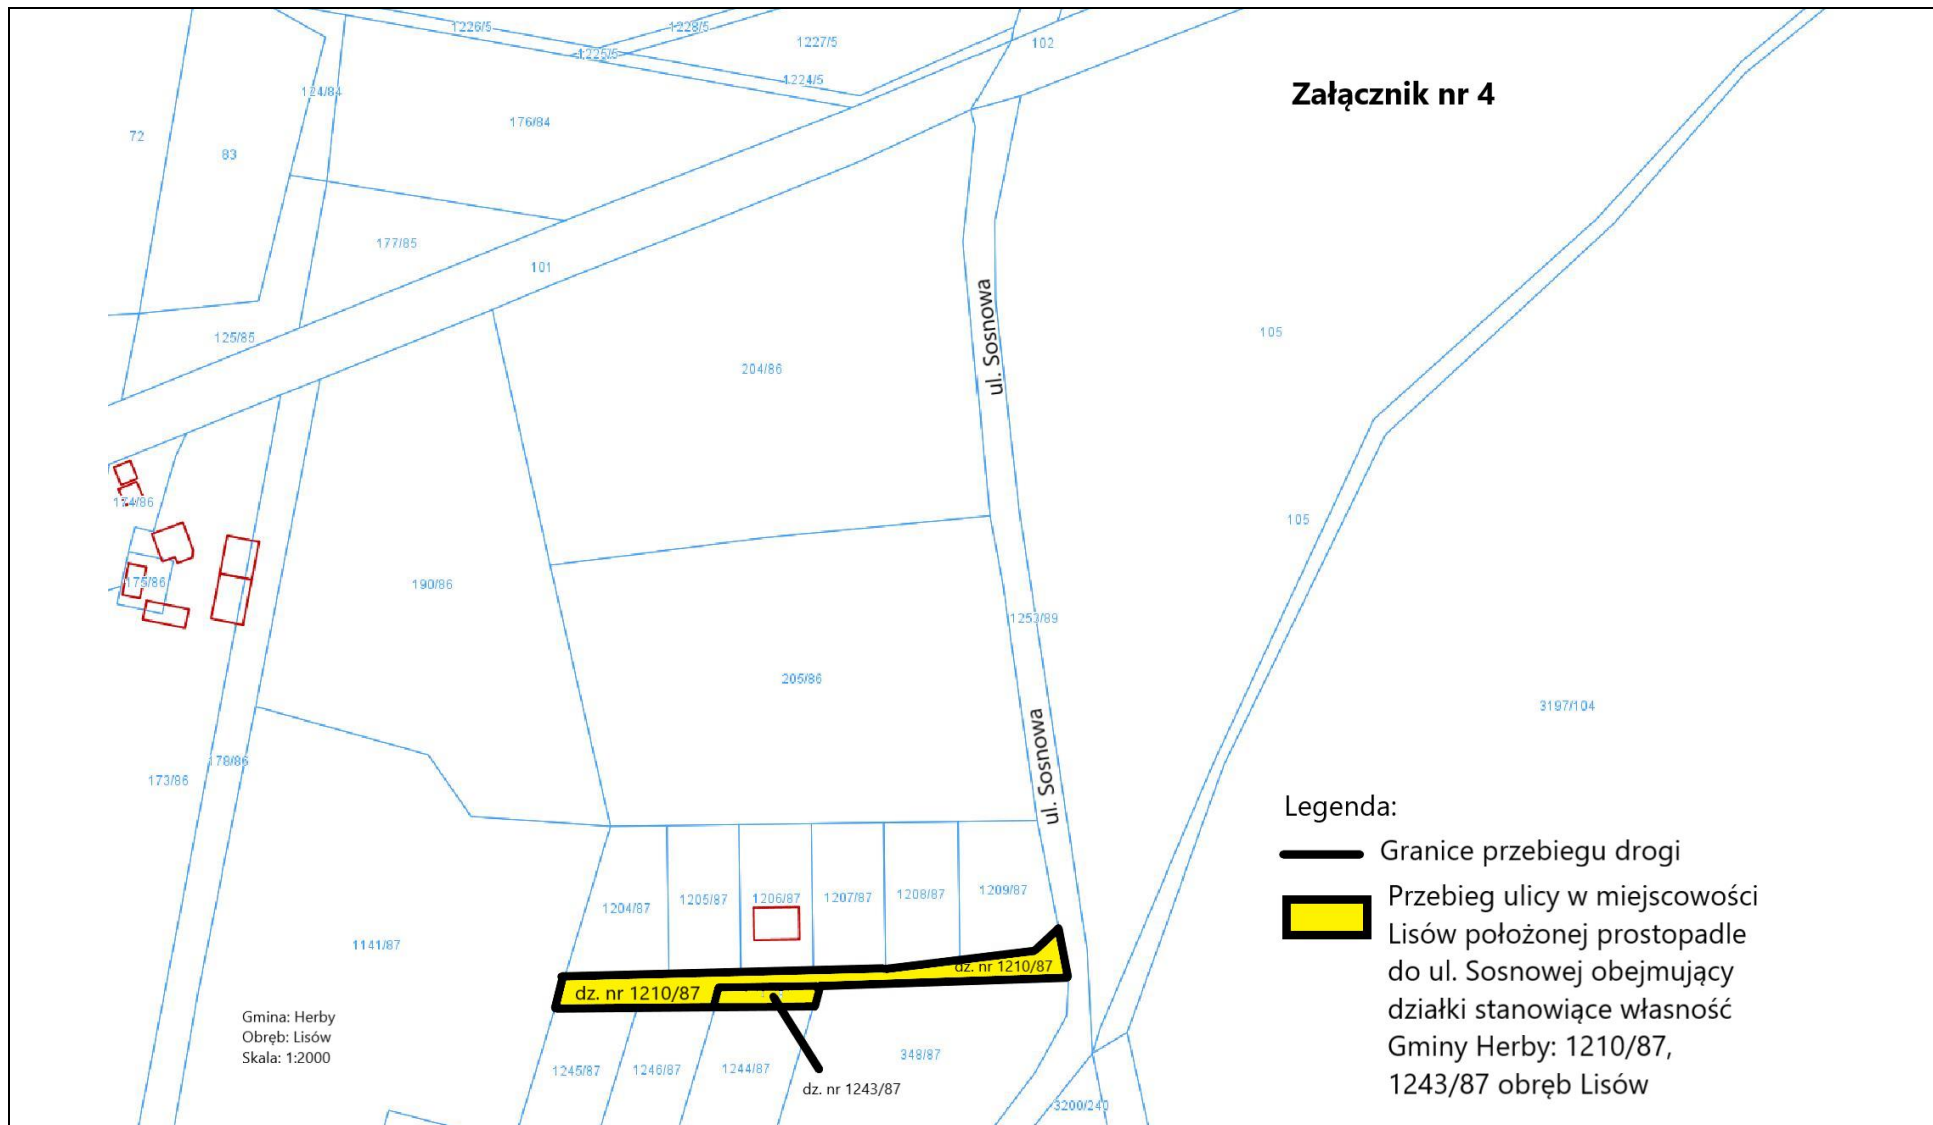 1226/5
1228/5
1225/5
1227/5
102
1224/5
Załącznik nr 4
124/84
176/84
72
83
177/85
101
125/85
204/86
ul. Sosnowa
105
174/86
105
175/86
190/86
1253/89
205/86
3197/104
ul. Sosnowa
178/86
173/86
Legenda:
Granice przebiegu drogi
Przebieg ulicy w miejscowości
Lisów położonej prostopadle
do ul. Sosnowej obejmujący
działki stanowiące własność
Gminy Herby: 1210/87,
1243/87 obręb Lisów
1204/87
1205/87
1206/87
1207/87
1208/87
1209/87
1141/87
dz. nr 1210/87
dz. nr 1210/87
Gmina: Herby
Obręb: Lisów
Skala: 1:2000
1245/87
1246/87
1244/87
348/87
dz. nr 1243/87
3200/240